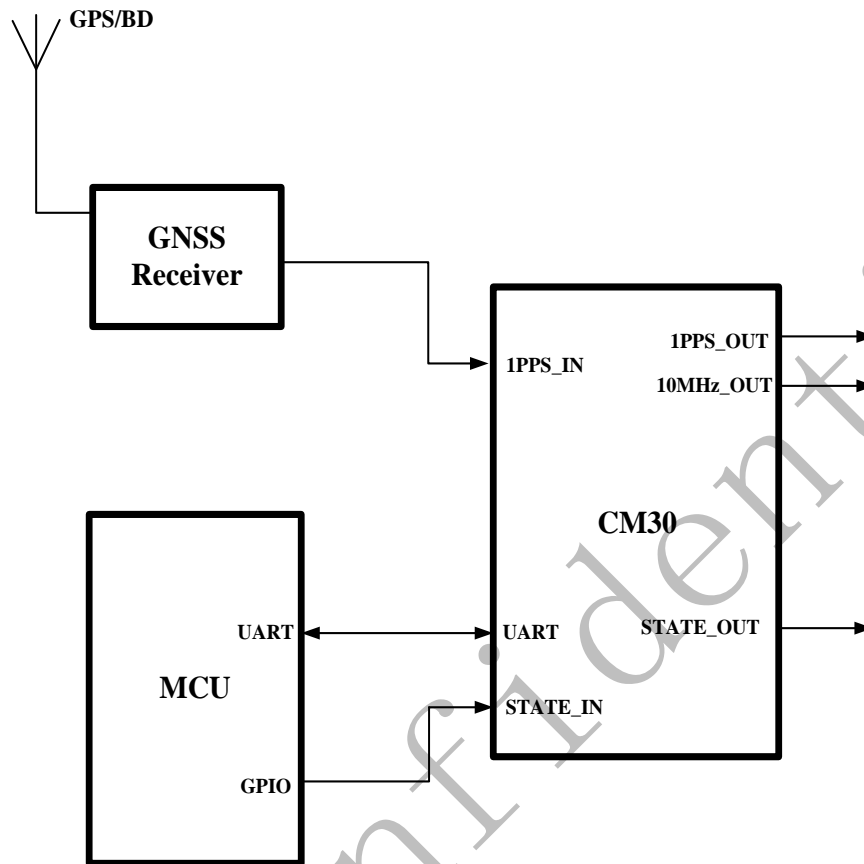 GPS/BD
GNSS
Receiver
1PPS_OUT
1PPS_IN
10MHz_OUT
CM30
UART
UART
STATE_OUT
MCU
STATE_IN
GPIO